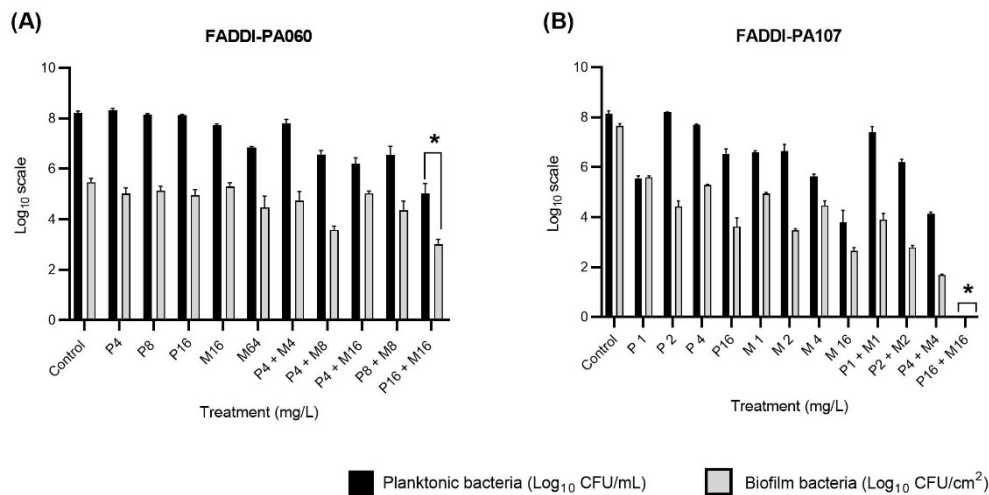 (A)
FADDI-PA060
Log10 scale
10
8
6
4
2
0
*
Control
P4
P8
P16
M16
M64
P4 + M4
P4 + M8
P4 + M16
P8 + M8
P16 + M16
Treatment (mg/L)
(B)
FADDI-PA107
Log10 scale
10
8
6
4
2
0
*
Control
P 1
P 2
P 4
P16
M 1
M 2
M 4
M 16
P1 + M1
P2 + M2
P4 + M4
P16 + M16
Treatment (mg/L)
Planktonic bacteria (Log10 CFU/mL)
Biofilm bacteria (Log10 CFU/cm²)